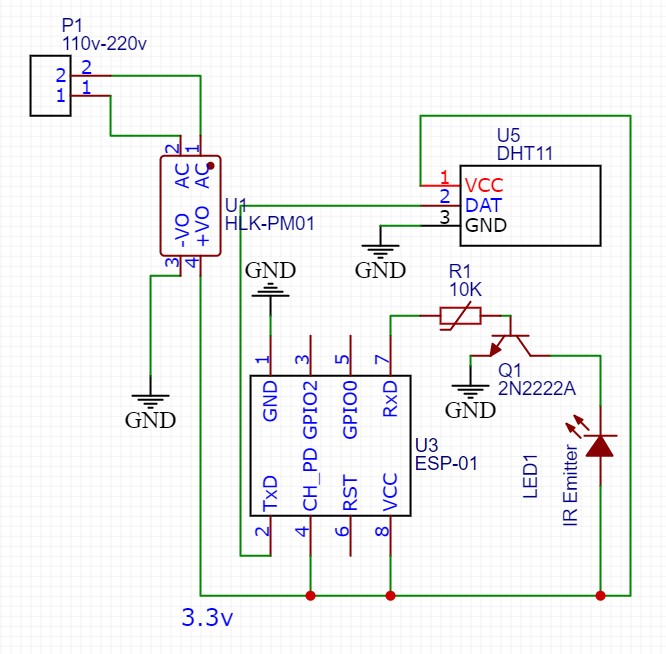 P1
110v-220v
2 2
1 1
2 1
AC AC
-VO +VO
3 4
U1
HLK-PM01
GND
U5
DHT11
1 VCC
2 DAT
3 GND
GND
GND
R1
10K
Q1
2N2222A
GND
1 3 5 7
GND GPIO2 GPIO0 RxD
TxD CH_PD RST VCC
2 4 6 8
U3
ESP-01
LED1
IR Emitter
3.3v